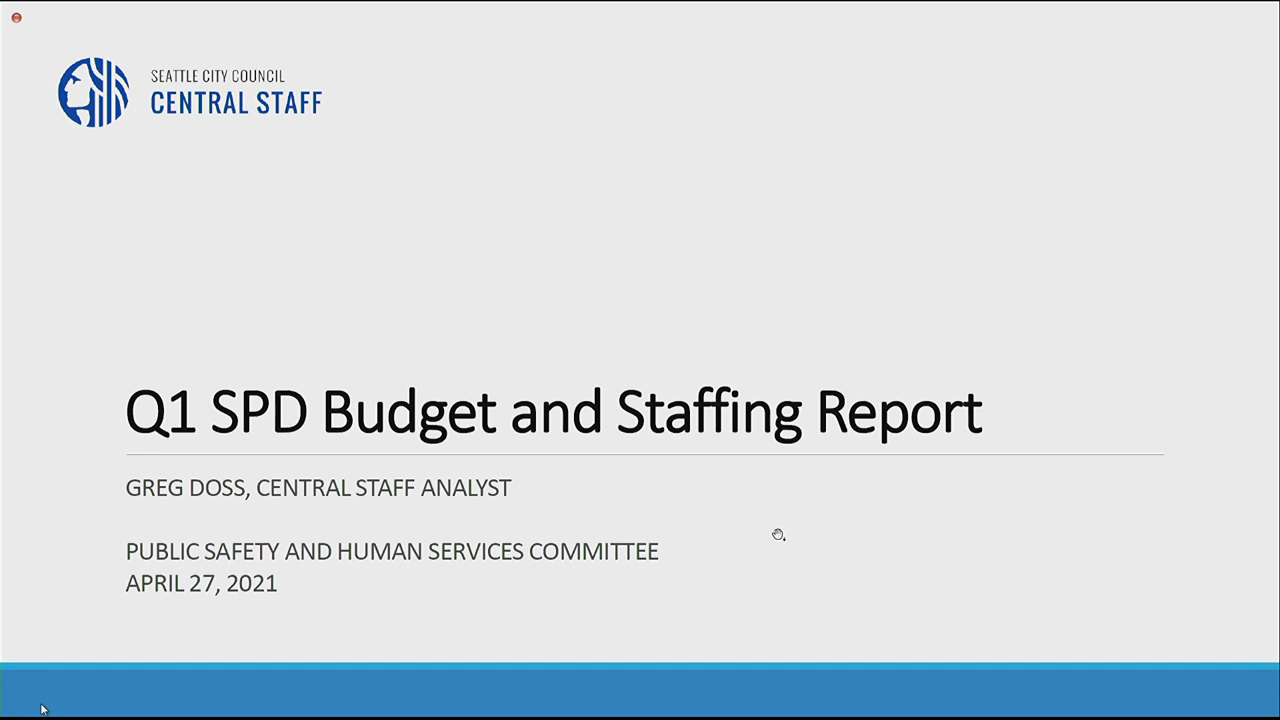 SEATTLE CITY COUNCIL
CENTRAL STAFF
Q1 SPD Budget and Staffing Report
GREG DOSS, CENTRAL STAFF ANALYST
PUBLIC SAFETY AND HUMAN SERVICES COMMITTEE
APRIL 27, 2021